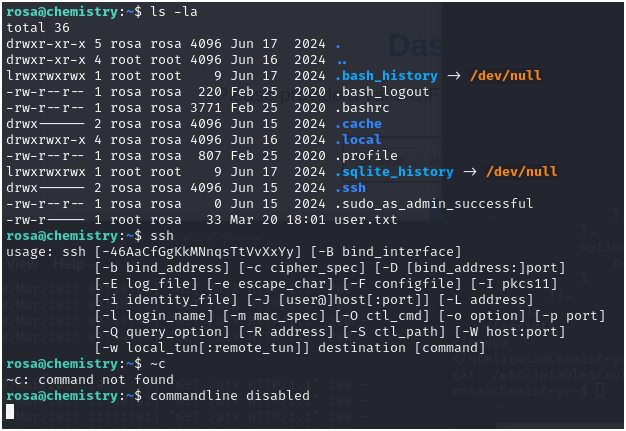 rosa@chemistry:~$ ls -la
total 36
drwxr-xr-x 5 rosa rosa 4096 Jun 17  2024 .
drwxr-xr-x 4 root root 4096 Jun 16  2024 ..
lrwxrwxrwx 1 root root    9 Jun 17  2024 .bash_history -> /dev/null
-rw-r--r-- 1 rosa rosa  220 Feb 25  2020 .bash_logout
-rw-r--r-- 1 rosa rosa 3771 Feb 25  2020 .bashrc
drwx------ 2 rosa rosa 4096 Jun 15  2024 .cache
drwxrwxr-x 4 rosa rosa 4096 Jun 16  2024 .local
-rw-r--r-- 1 rosa rosa  807 Feb 25  2020 .profile
lrwxrwxrwx 1 root root    9 Jun 17  2024 .sqlite_history -> /dev/null
drwx------ 2 rosa rosa 4096 Jun 15  2024 .ssh
-rw-r--r-- 1 rosa rosa    0 Jun 15  2024 .sudo_as_admin_successful
-rw-r----- 1 root rosa   33 Mar 20 18:01 user.txt
rosa@chemistry:~$ ssh
usage: ssh [-46AaCfGgKkMNnqsTtVvXxYy] [-B bind_interface]
           [-b bind_address] [-c cipher_spec] [-D [bind_address:]port]
           [-E log_file] [-e escape_char] [-F configfile] [-I pkcs11]
           [-i identity_file] [-J [user@]host[:port]] [-L address]
           [-l login_name] [-m mac_spec] [-O ctl_cmd] [-o option] [-p port]
           [-Q query_option] [-R address] [-S ctl_path] [-W host:port]
           [-w local_tun[:remote_tun]] destination [command]
rosa@chemistry:~$ ~c
~c: command not found
rosa@chemistry:~$ commandline disabled